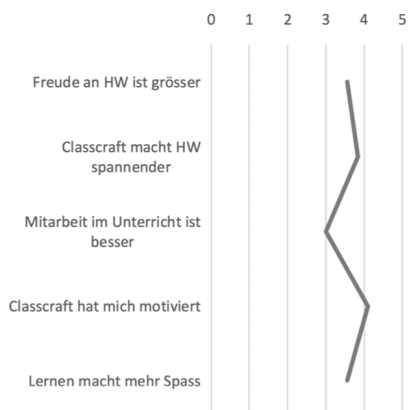 0 1 2 3 4 5
Freude an HW ist grösser
Classcraft macht HW
spannender
Mitarbeit im Unterricht ist
besser
Classcraft hat mich motiviert
Lernen macht mehr Spass